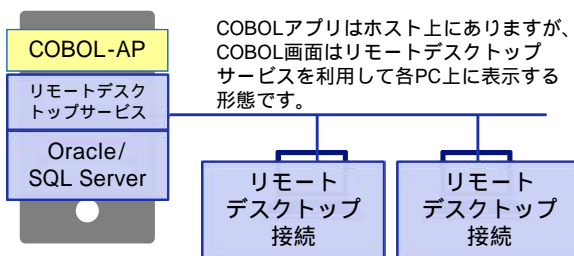 COBOL-AP
リモートデスク
トップサービス
Oracle/
SQL Server
COBOLアプリはホスト上にありますが、
COBOL画面はリモートデスクトップ
サービスを利用して各PC上に表示する
形態です。
リモート
デスクトップ
接続
リモート
デスクトップ
接続